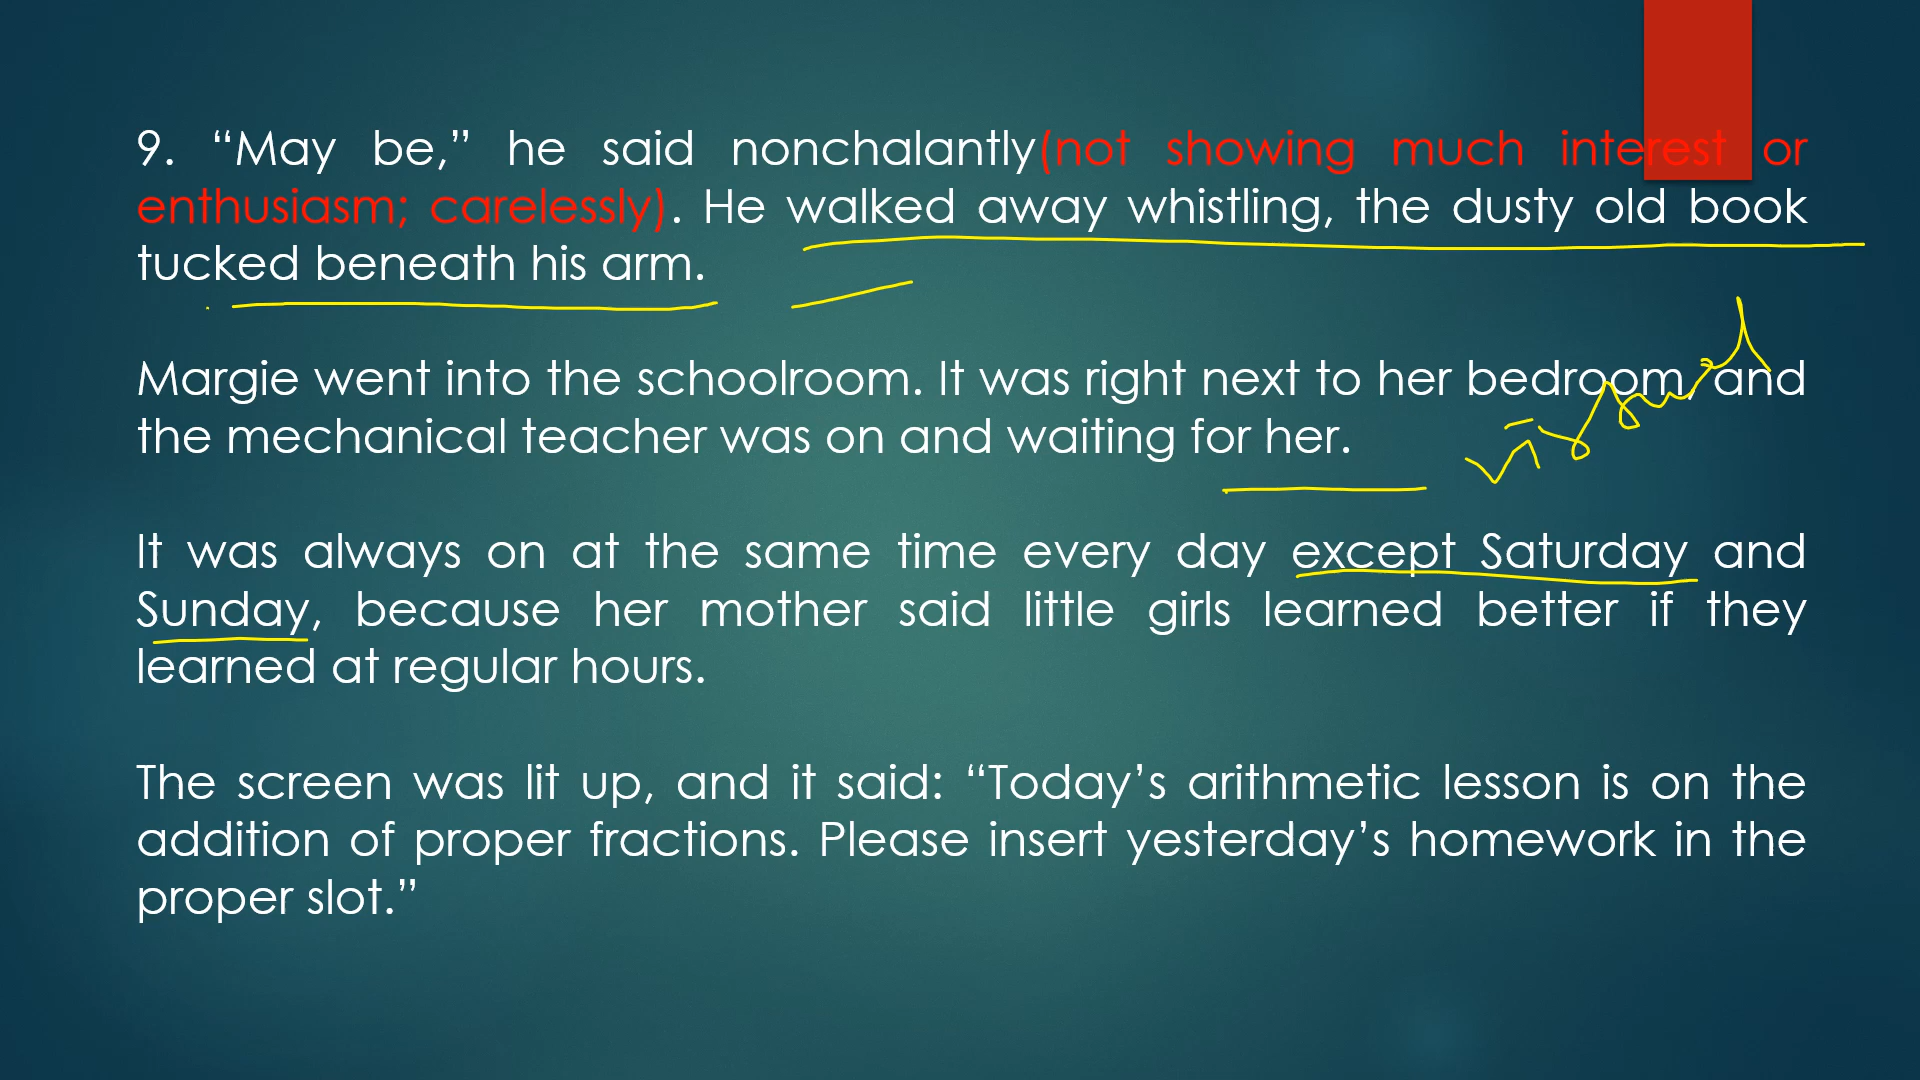 9. “May be,” he said nonchalantly(not showing much interest or
enthusiasm; carelessly). He walked away whistling, the dusty old book
tucked beneath his arm.
Margie went into the schoolroom. It was right next to her bedroom, and
the mechanical teacher was on and waiting for her.
It was always on at the same time every day except Saturday and
Sunday, because her mother said little girls learned better if they
learned at regular hours.
The screen was lit up, and it said: “Today’s arithmetic lesson is on the
addition of proper fractions. Please insert yesterday’s homework in the
proper slot.”